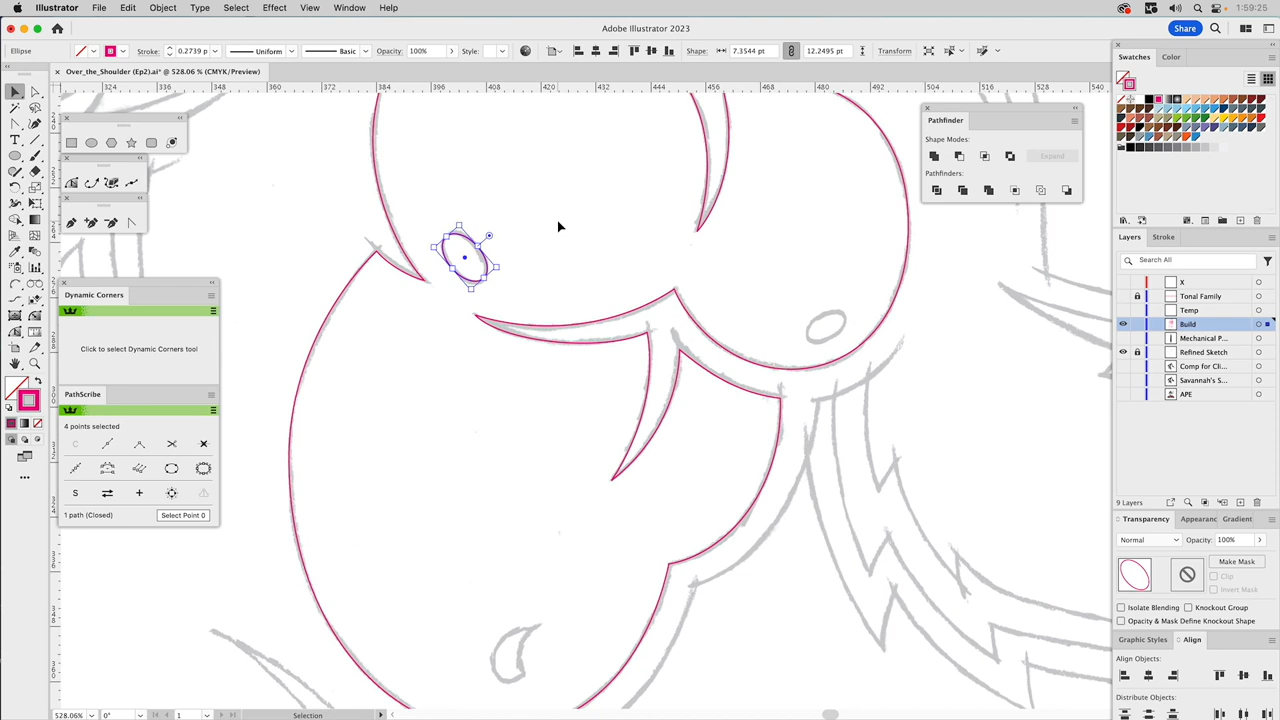 Illustrator File Edit Object Type Select Effect View Window Help 1:59:25
Adobe Illustrator 2023 Share
Ellipse Stroke: 0.2739 p Uniform Basic Opacity: 100% Style: Shape: 7.3544 pt 12.2495 pt Transform
× Over_the_Shoulder (Ep2).ai* @ 528.06 % (CMYK/Preview)
324 336 348 360 372 384 396 408 420 432 444 456 468 480 492 504 516 528 540
Swatches Color
Pathfinder
Shape Modes:
Expand
Pathfinders:
Layers Stroke
Search All
X
Tonal Family
Temp
Build
Mechanical P...
Refined Sketch
Comp for Cli...
Savannah's S...
APE
9 Layers
Dynamic Corners
Click to select Dynamic Corners tool
PathScribe
4 points selected
1 path (Closed) Select Point 0
Transparency Appearanc Gradient
Normal Opacity: 100%
Make Mask
Clip
Invert Mask
Isolate Blending Knockout Group
Opacity & Mask Define Knockout Shape
Graphic Styles Align
Align Objects:
Distribute Objects:
528.06% 0° 1 Selection